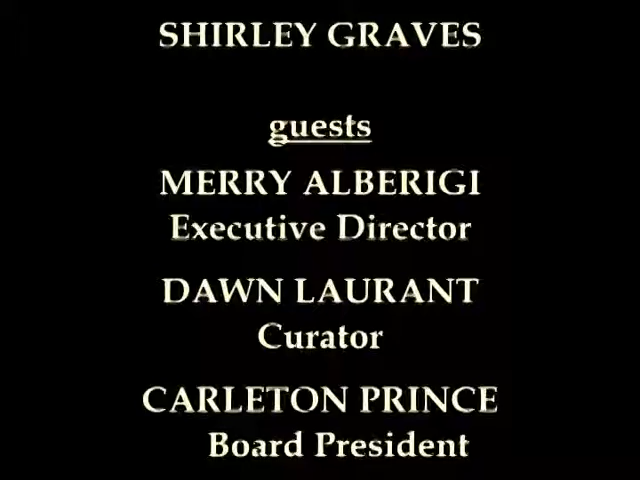 SHIRLEY GRAVES
guests
MERRY ALBERIGI
Executive Director
DAWN LAURANT
Curator
CARLETON PRINCE
Board President